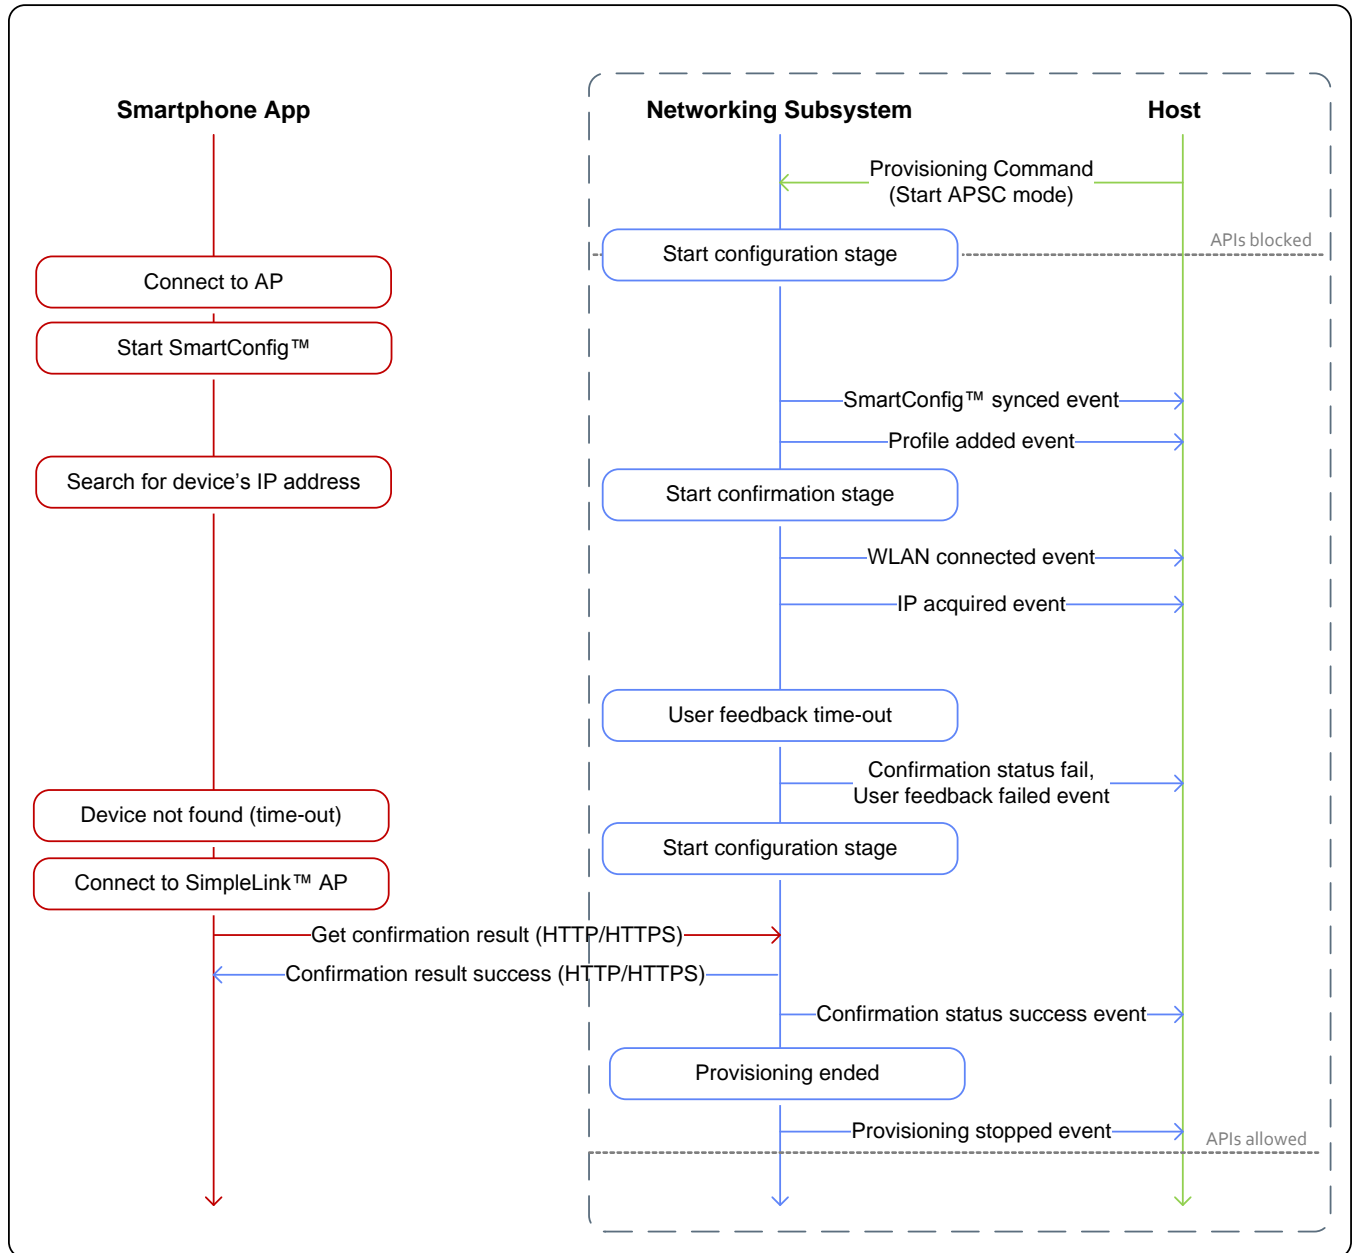 Smartphone App
Networking Subsystem
Host
Provisioning Command
(Start APSC mode)
APIs blocked
Start configuration stage
Connect to AP
Start SmartConfig™
SmartConfig™ synced event
Profile added event
Search for device's IP address
Start confirmation stage
WLAN connected event
IP acquired event
User feedback time-out
Confirmation status fail,
User feedback failed event
Device not found (time-out)
Start configuration stage
Connect to SimpleLink™ AP
Get confirmation result (HTTP/HTTPS)
Confirmation result success (HTTP/HTTPS)
Confirmation status success event
Provisioning ended
Provisioning stopped event
APIs allowed